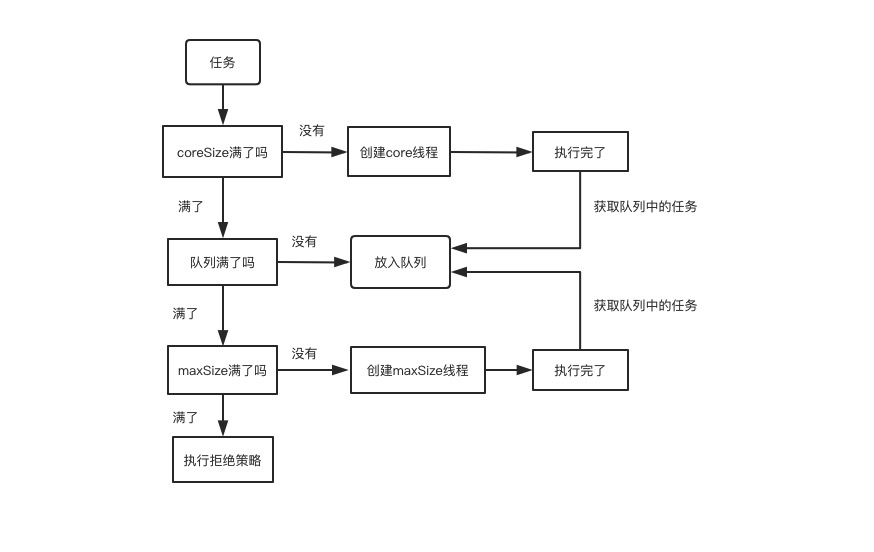 任务
没有
coreSize满了吗
创建core线程
执行完了
满了
获取队列中的任务
没有
队列满了吗
放入队列
满了
获取队列中的任务
没有
maxSize满了吗
创建maxSize线程
执行完了
满了
执行拒绝策略